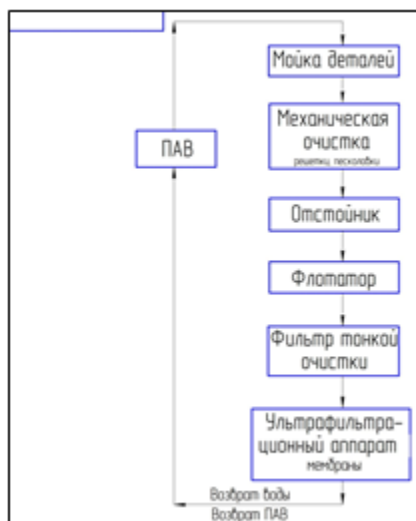 Мойка деталей
Механическая
очистка
решетки, песколовки
ПАВ
Отстойник
Флотатор
Фильтр тонкой
очистки
Ультрафильтра-
ционный аппарат
мембраны
Возврат воды
Возврат ПАВ